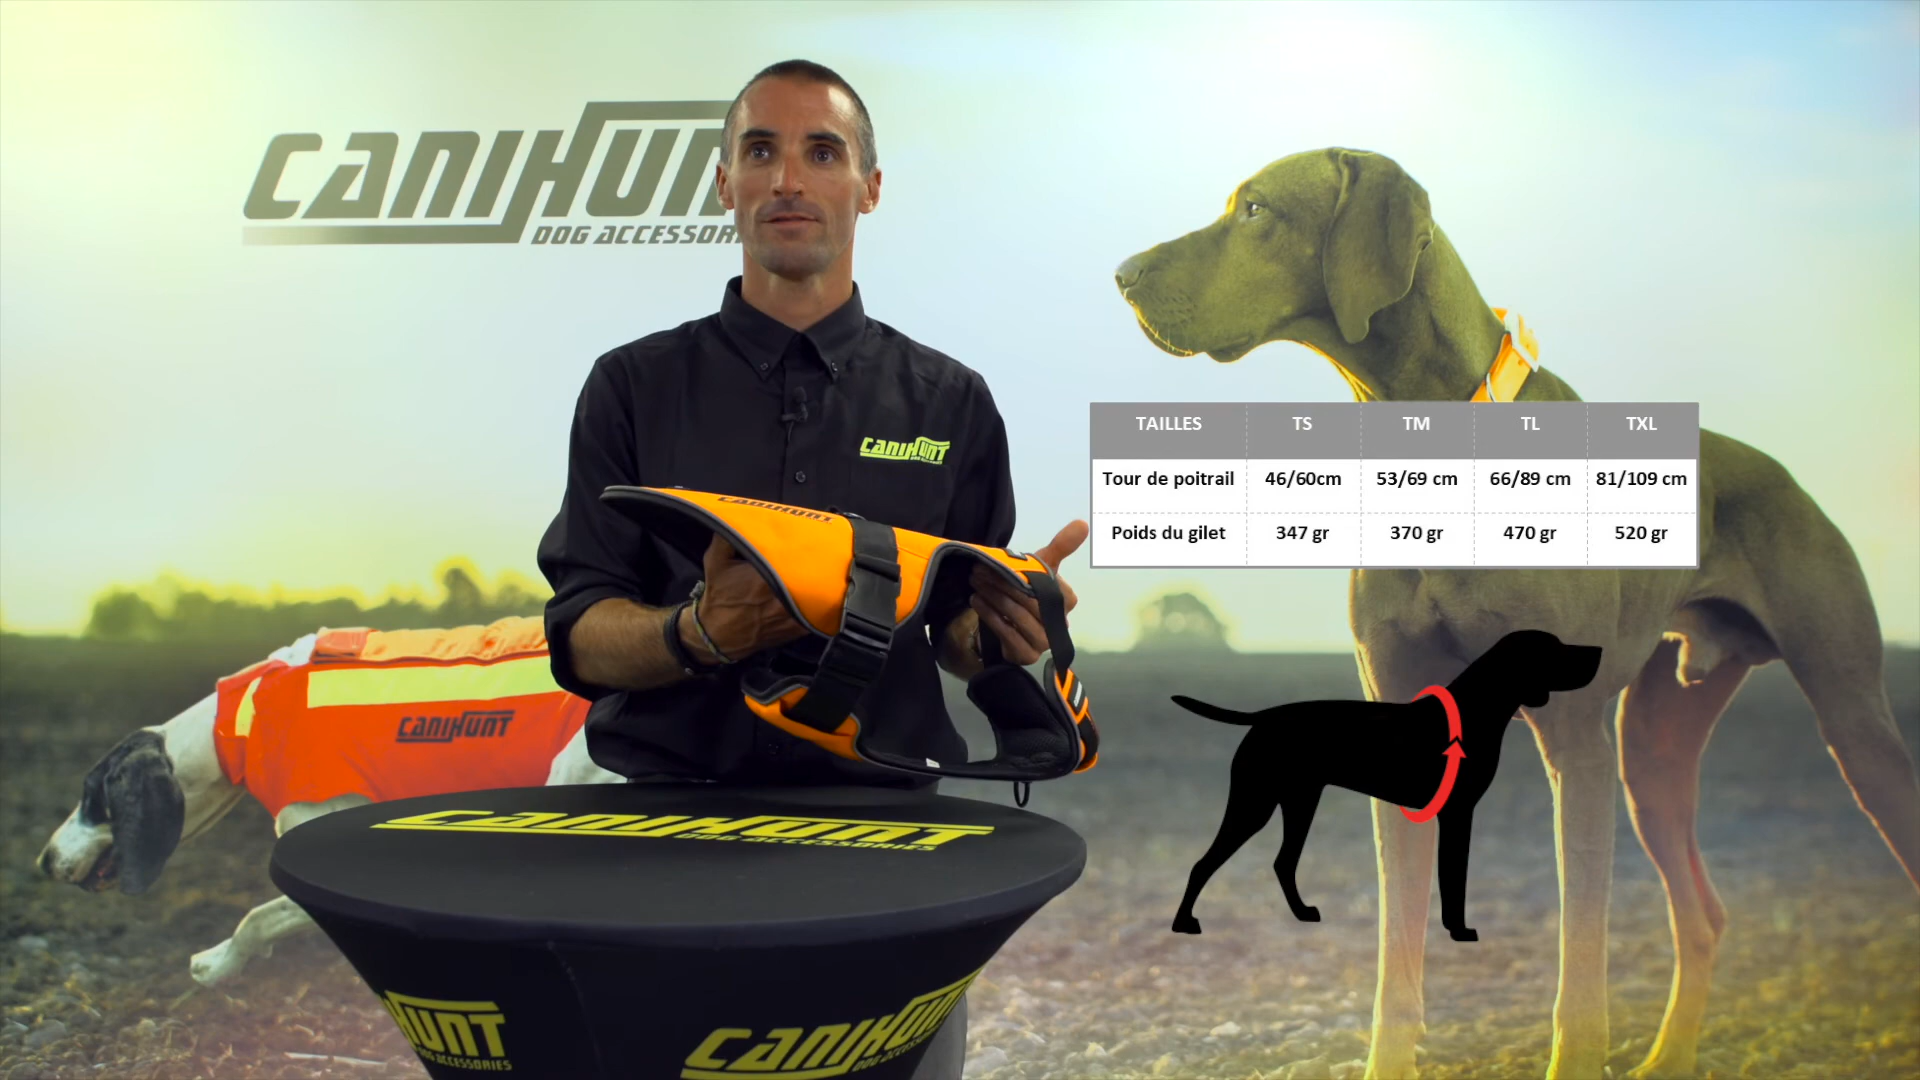 CANIHUNT
DOG ACCESSORI
CANIHUNT
CANIHUNT
TAILLES TS TM TL TXL
Tour de poitrail 46/60cm 53/69 cm 66/89 cm 81/109 cm
Poids du gilet 347 gr 370 gr 470 gr 520 gr
CANIHUNT
CANIHUNT
DOG ACCESSORIES
HUNT
DOG ACCESSORIES
CANIHUNT
DOG ACCESSORIES